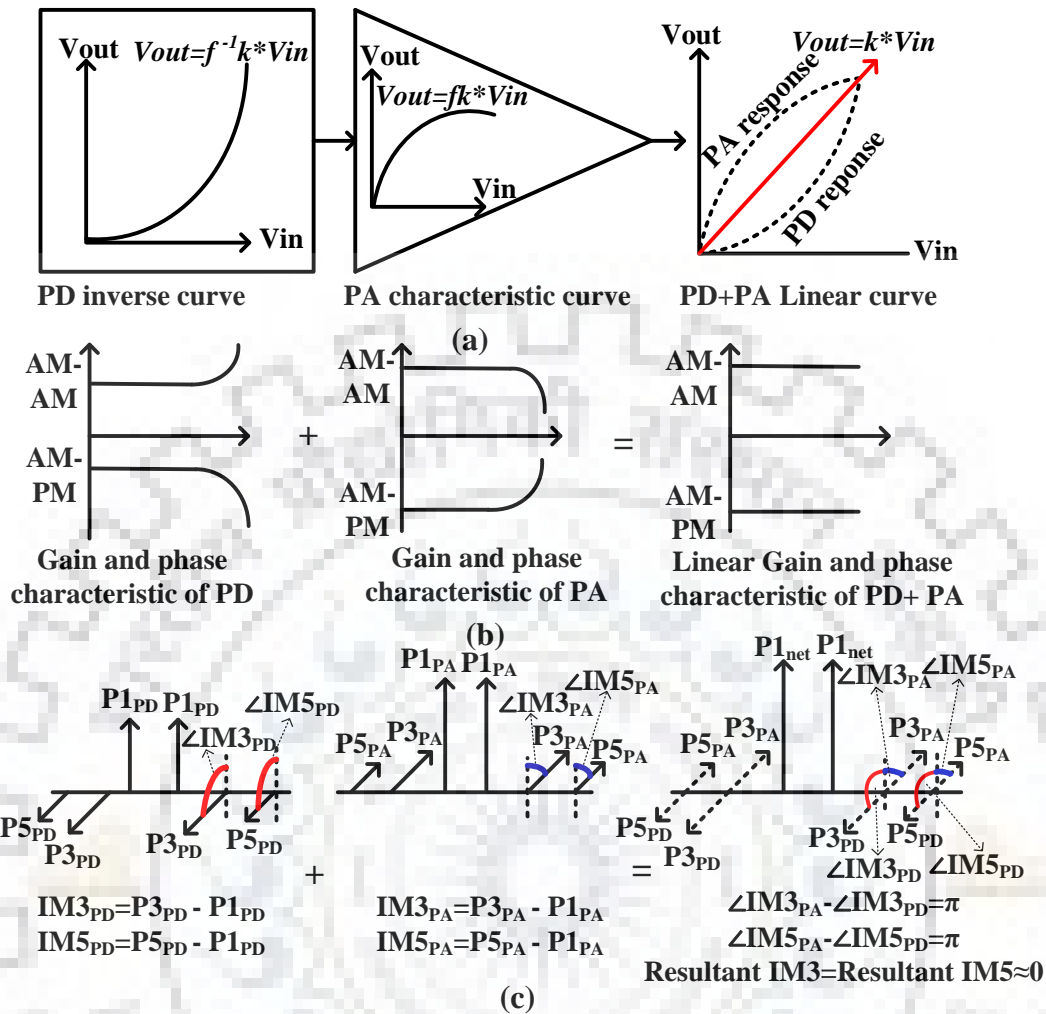 Vout
Vout=f⁻¹k*Vin
Vin
Vout
Vout=fk*Vin
Vin
Vout
Vout=k*Vin
PA response
PD reponse
Vin
PD inverse curve
PA characteristic curve
PD+PA Linear curve
(a)
AM-
AM
AM-
PM
+
AM-
AM
AM-
PM
=
AM-
AM
AM-
PM
Gain and phase
characteristic of PD
Gain and phase
characteristic of PA
Linear Gain and phase
characteristic of PD+ PA
(b)
P1PD
P1PD
∠IM3PD
∠IM5PD
P5PD
P3PD
P3PD
P5PD
+
P1PA
P1PA
∠IM3PA
∠IM5PA
P5PA
P3PA
P3PA
P5PA
=
P1net
P1net
∠IM3PA
∠IM5PA
P5PA
P3PA
P3PA
P5PA
P5PD
P3PD
P3PD
P5PD
∠IM3PD
∠IM5PD
IM3PD=P3PD - P1PD
IM5PD=P5PD - P1PD
IM3PA=P3PA - P1PA
IM5PA=P5PA - P1PA
∠IM3PA-∠IM3PD=π
∠IM5PA-∠IM5PD=π
Resultant IM3=Resultant IM5≈0
(c)